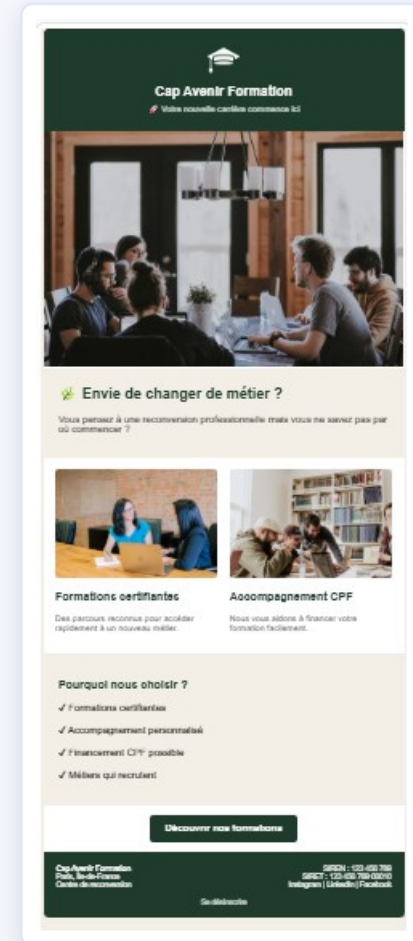 Cap Avenir Formation
🚀 Votre nouvelle carrière commence ici
🌿 Envie de changer de métier ?
Vous pensez à une reconversion professionnelle mais vous ne savez pas par
où commencer ?
Formations certifiantes
Des parcours reconnus pour accéder
rapidement à un nouveau métier.
Accompagnement CPF
Nous vous aidons à financer votre
formation facilement.
Pourquoi nous choisir ?
✓ Formations certifiantes
✓ Accompagnement personnalisé
✓ Financement CPF possible
✓ Métiers qui recrutent
Découvrir nos formations
Cap Avenir Formation
Paris, Île-de-France
Centre de reconversion
SIREN : 123 456 789
SIRET : 123 456 789 00010
Instagram | LinkedIn | Facebook
Se désinscrire